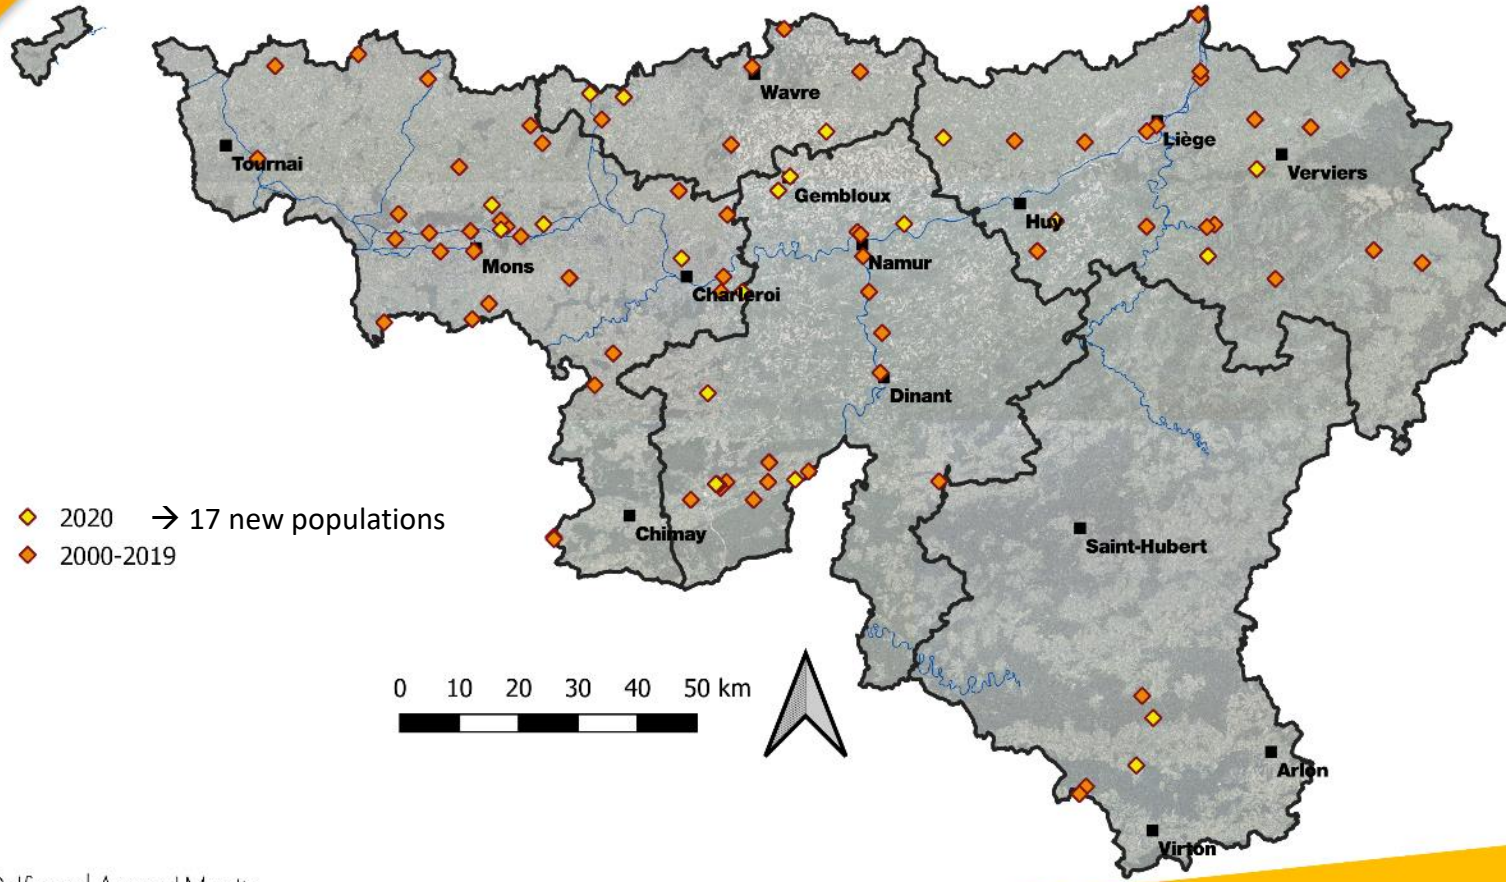 Wavre
Liège
Tournai
Verviers
Gembloux
Huy
Mons
Namur
Charleroi
Dinant
2020 → 17 new populations
Chimay
2000-2019
Saint-Hubert
0 10 20 30 40 50 km
Arlon
Virton